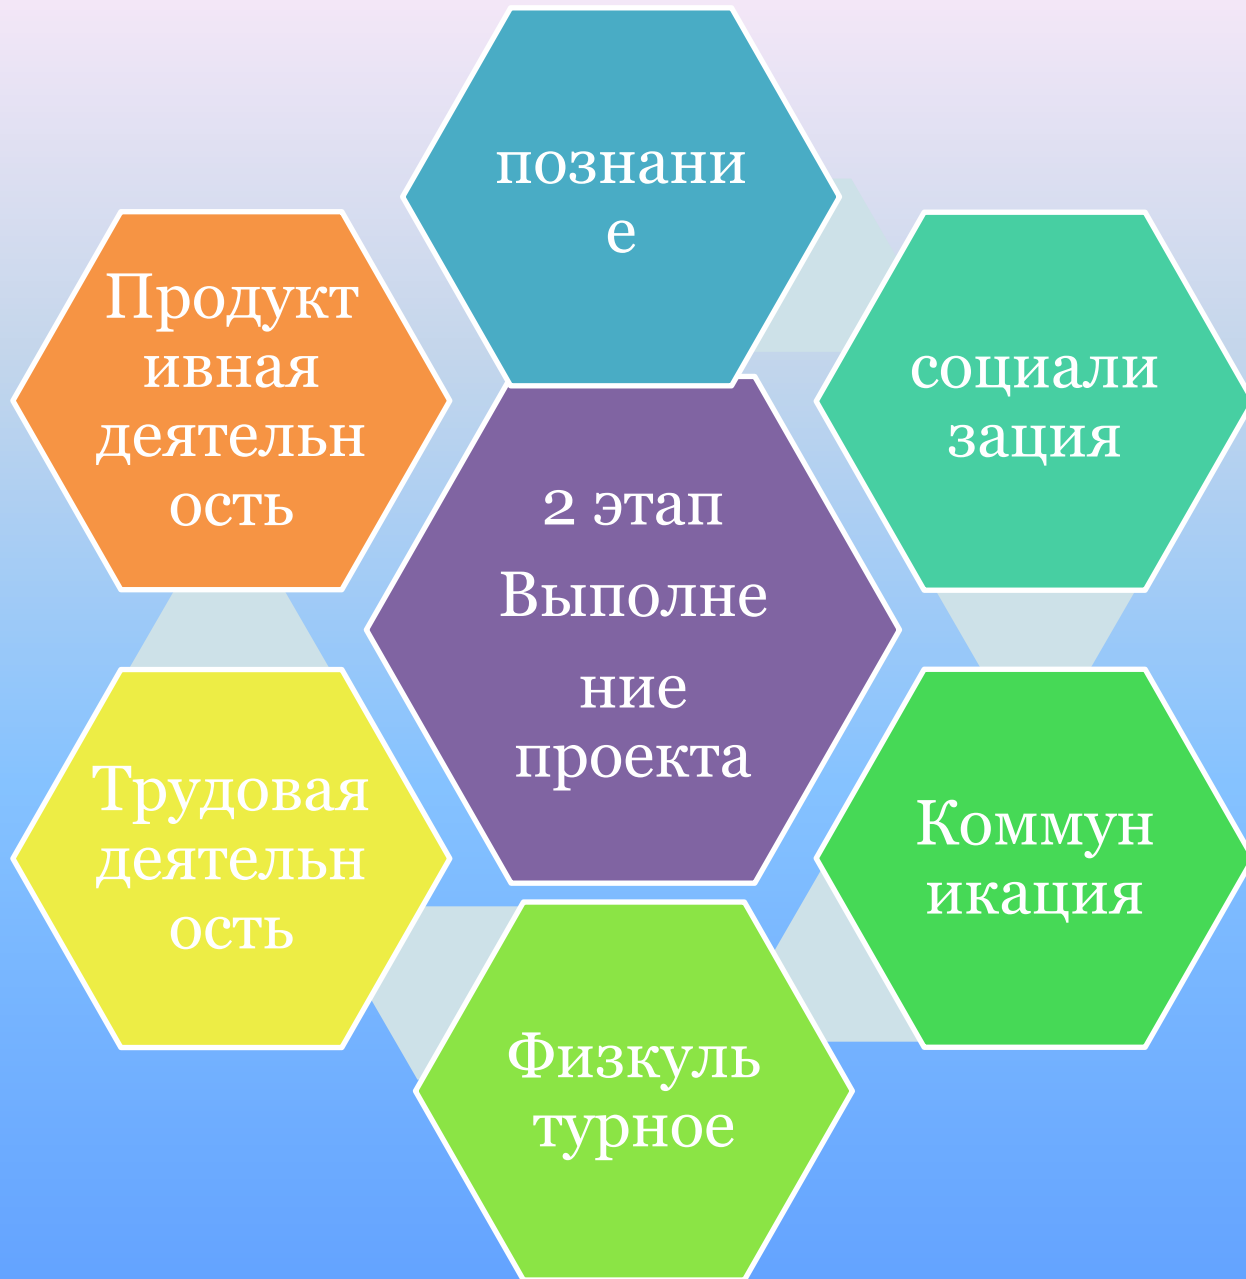 познани
е
социали
зация
Коммун
икация
Физкуль
турное
Трудовая
деятельн
ость
Продукт
ивная
деятельн
ость
2 этап
Выполне
ние
проекта